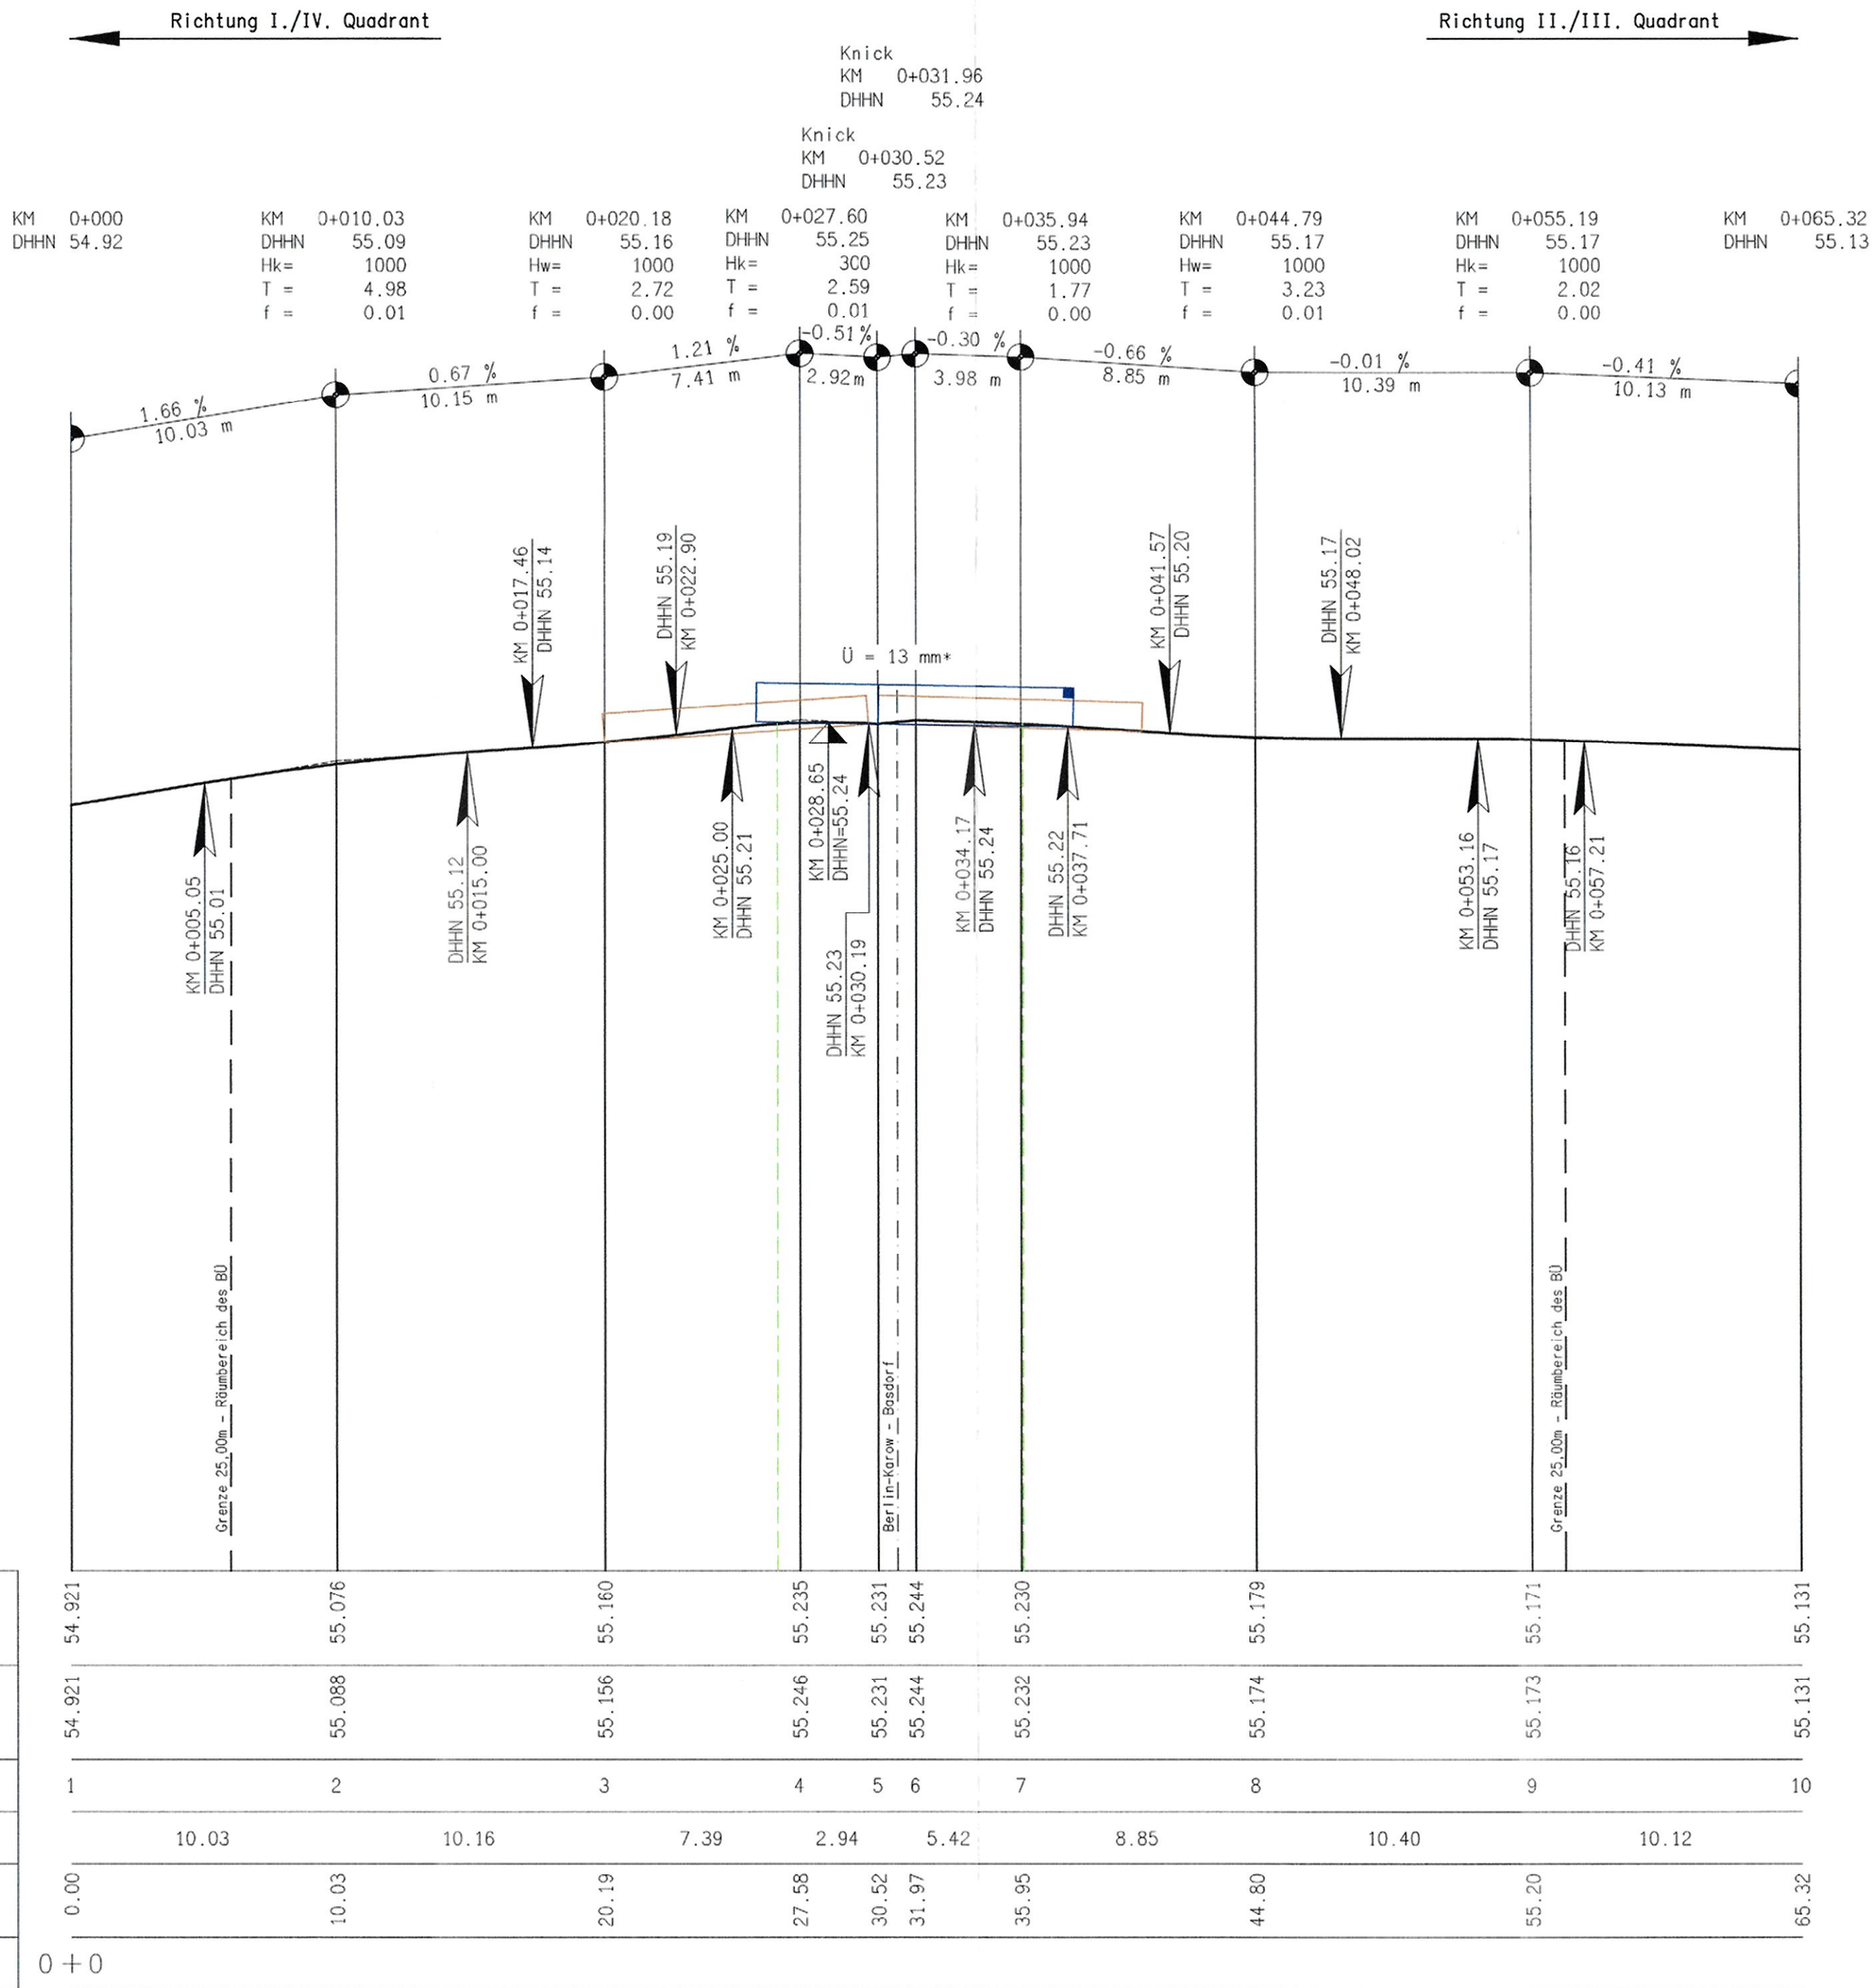 Richtung I./IV. Quadrant
Richtung II./III. Quadrant
Knick
KM 0+031.96
DHHN 55.24
Knick
KM 0+030.52
DHHN 55.23
KM 0+000
DHHN 54.92
KM 0+010.03
DHHN 55.09
Hk= 1000
T = 4.98
f = 0.01
KM 0+020.18
DHHN 55.16
Hw= 1000
T = 2.72
f = 0.00
KM 0+027.60
DHHN 55.25
Hk= 300
T = 2.59
f = 0.01
KM 0+035.94
DHHN 55.23
Hk= 1000
T = 1.77
f = 0.00
KM 0+044.79
DHHN 55.17
Hw= 1000
T = 3.23
f = 0.01
KM 0+055.19
DHHN 55.17
Hk= 1000
T = 2.02
f = 0.00
KM 0+065.32
DHHN 55.13
1.66 %
10.03 m
0.67 %
10.15 m
1.21 %
7.41 m
-0.51%
2.92m
-0.30 %
3.98 m
-0.66 %
8.85 m
-0.01 %
10.39 m
-0.41 %
10.13 m
KM 0+017.46
DHHN 55.14
DHHN 55.19
KM 0+022.90
KM 0+041.57
DHHN 55.20
DHHN 55.17
KM 0+048.02
Ü = 13 mm*
KM 0+005.05
DHHN 55.01
DHHN 55.12
KM 0+015.00
KM 0+025.00
DHHN 55.21
KM 0+028.65
DHHN=55.24
DHHN 55.23
KM 0+030.19
KM 0+034.17
DHHN 55.24
DHHN 55.22
KM 0+037.71
KM 0+053.16
DHHN 55.17
DHHN 55.16
KM 0+057.21
Grenze 25,00m - Räumbereich des BÜ
Berlin-Karow - Basdorf
Grenze 25,00m - Räumbereich des BÜ
54.921 55.076 55.160 55.235 55.231 55.244 55.230 55.179 55.171 55.131
54.921 55.088 55.156 55.246 55.231 55.244 55.232 55.174 55.173 55.131
1 2 3 4 5 6 7 8 9 10
10.03 10.16 7.39 2.94 5.42 8.85 10.40 10.12
0.00 10.03 20.19 27.58 30.52 31.97 35.95 44.80 55.20 65.32
0+0